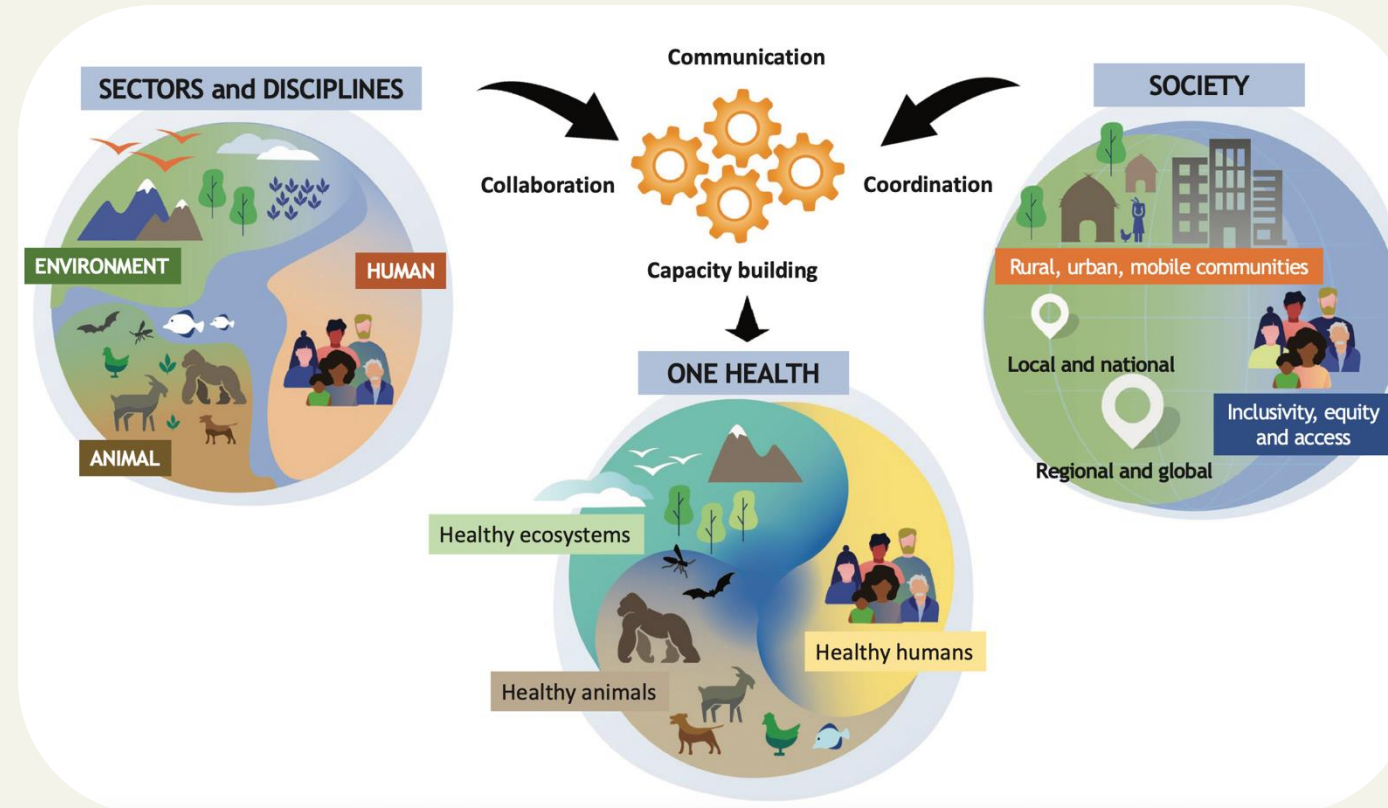 SECTORS and DISCIPLINES
ENVIRONMENT
HUMAN
ANIMAL
Communication
Collaboration
Coordination
Capacity building
SOCIETY
Rural, urban, mobile communities
Local and national
Inclusivity, equity
and access
Regional and global
ONE HEALTH
Healthy ecosystems
Healthy humans
Healthy animals